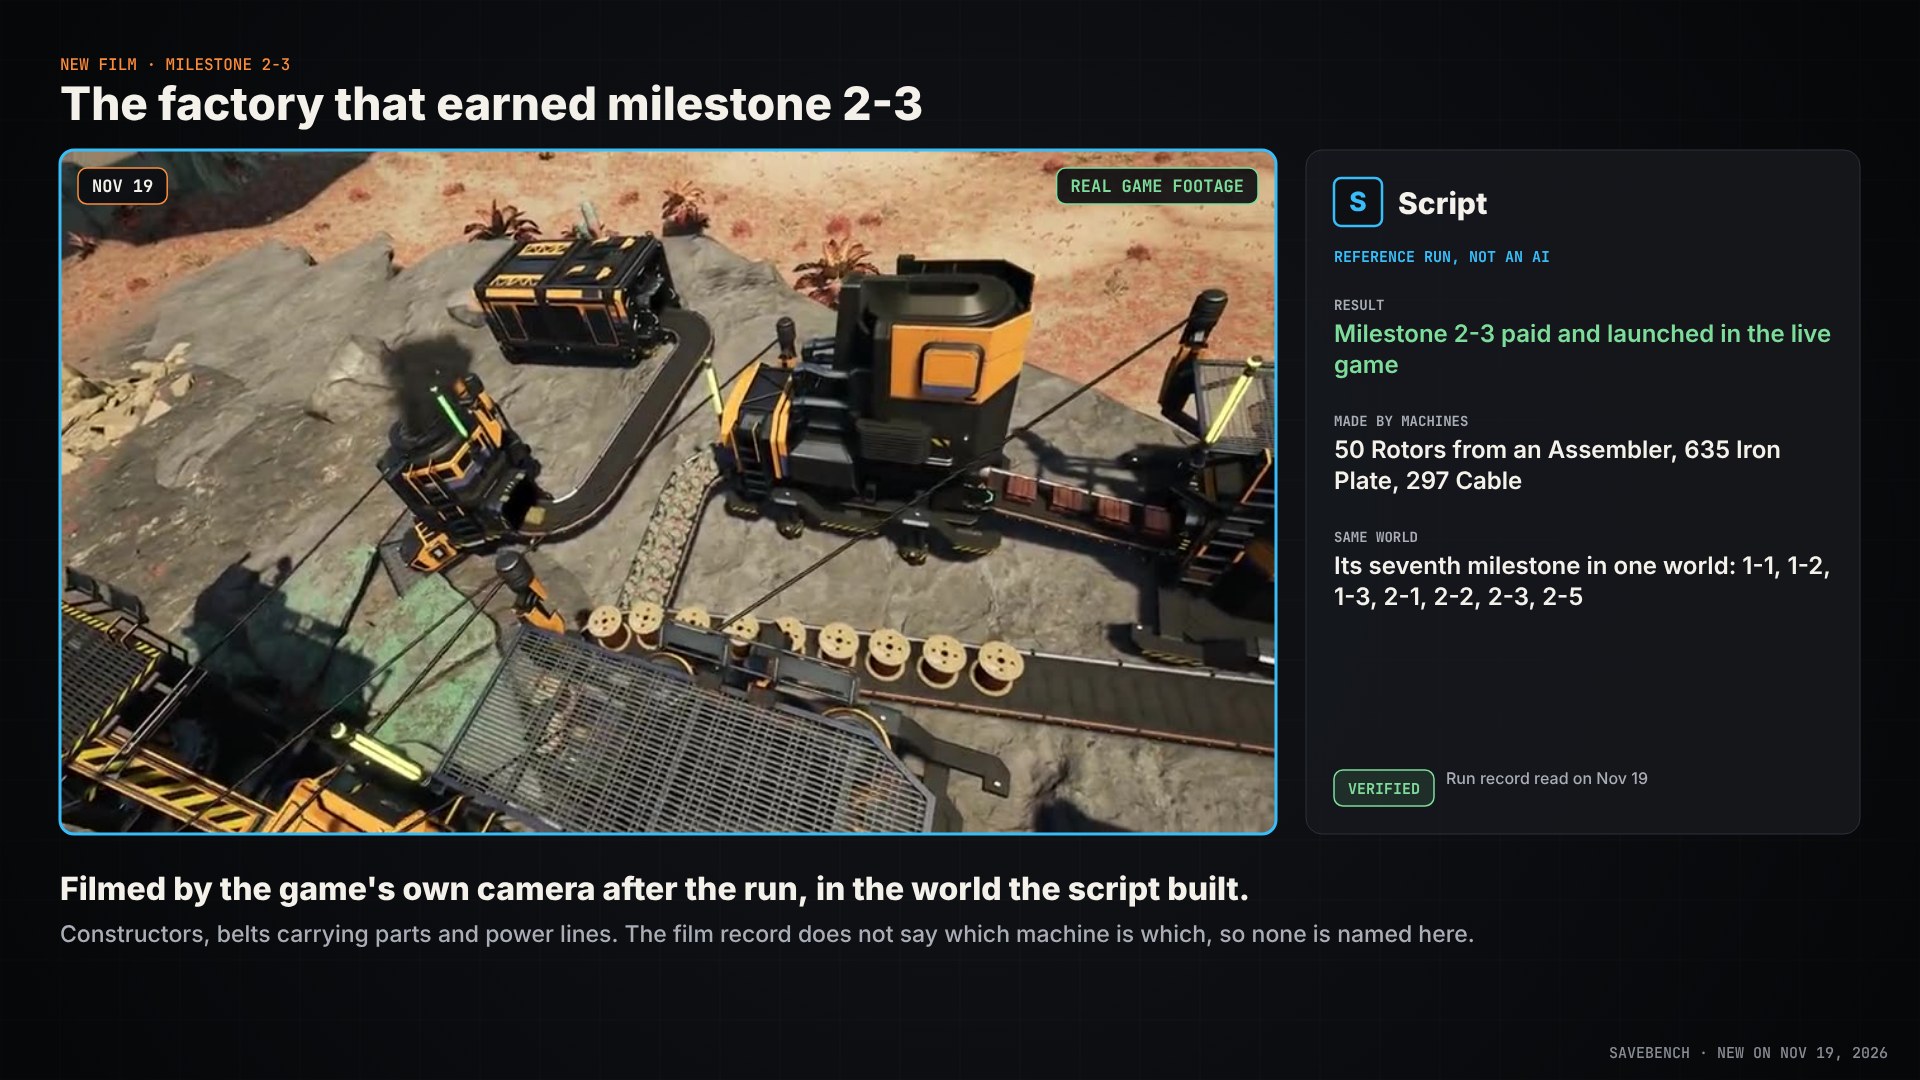 NEW FILM · MILESTONE 2-3
The factory that earned milestone 2-3
NOV 19
REAL GAME FOOTAGE
S
Script
REFERENCE RUN, NOT AN AI
RESULT
Milestone 2-3 paid and launched in the live
game
MADE BY MACHINES
50 Rotors from an Assembler, 635 Iron
Plate, 297 Cable
SAME WORLD
Its seventh milestone in one world: 1-1, 1-2,
1-3, 2-1, 2-2, 2-3, 2-5
VERIFIED
Run record read on Nov 19
Filmed by the game's own camera after the run, in the world the script built.
Constructors, belts carrying parts and power lines. The film record does not say which machine is which, so none is named here.
SAVEBENCH · NEW ON NOV 19, 2026